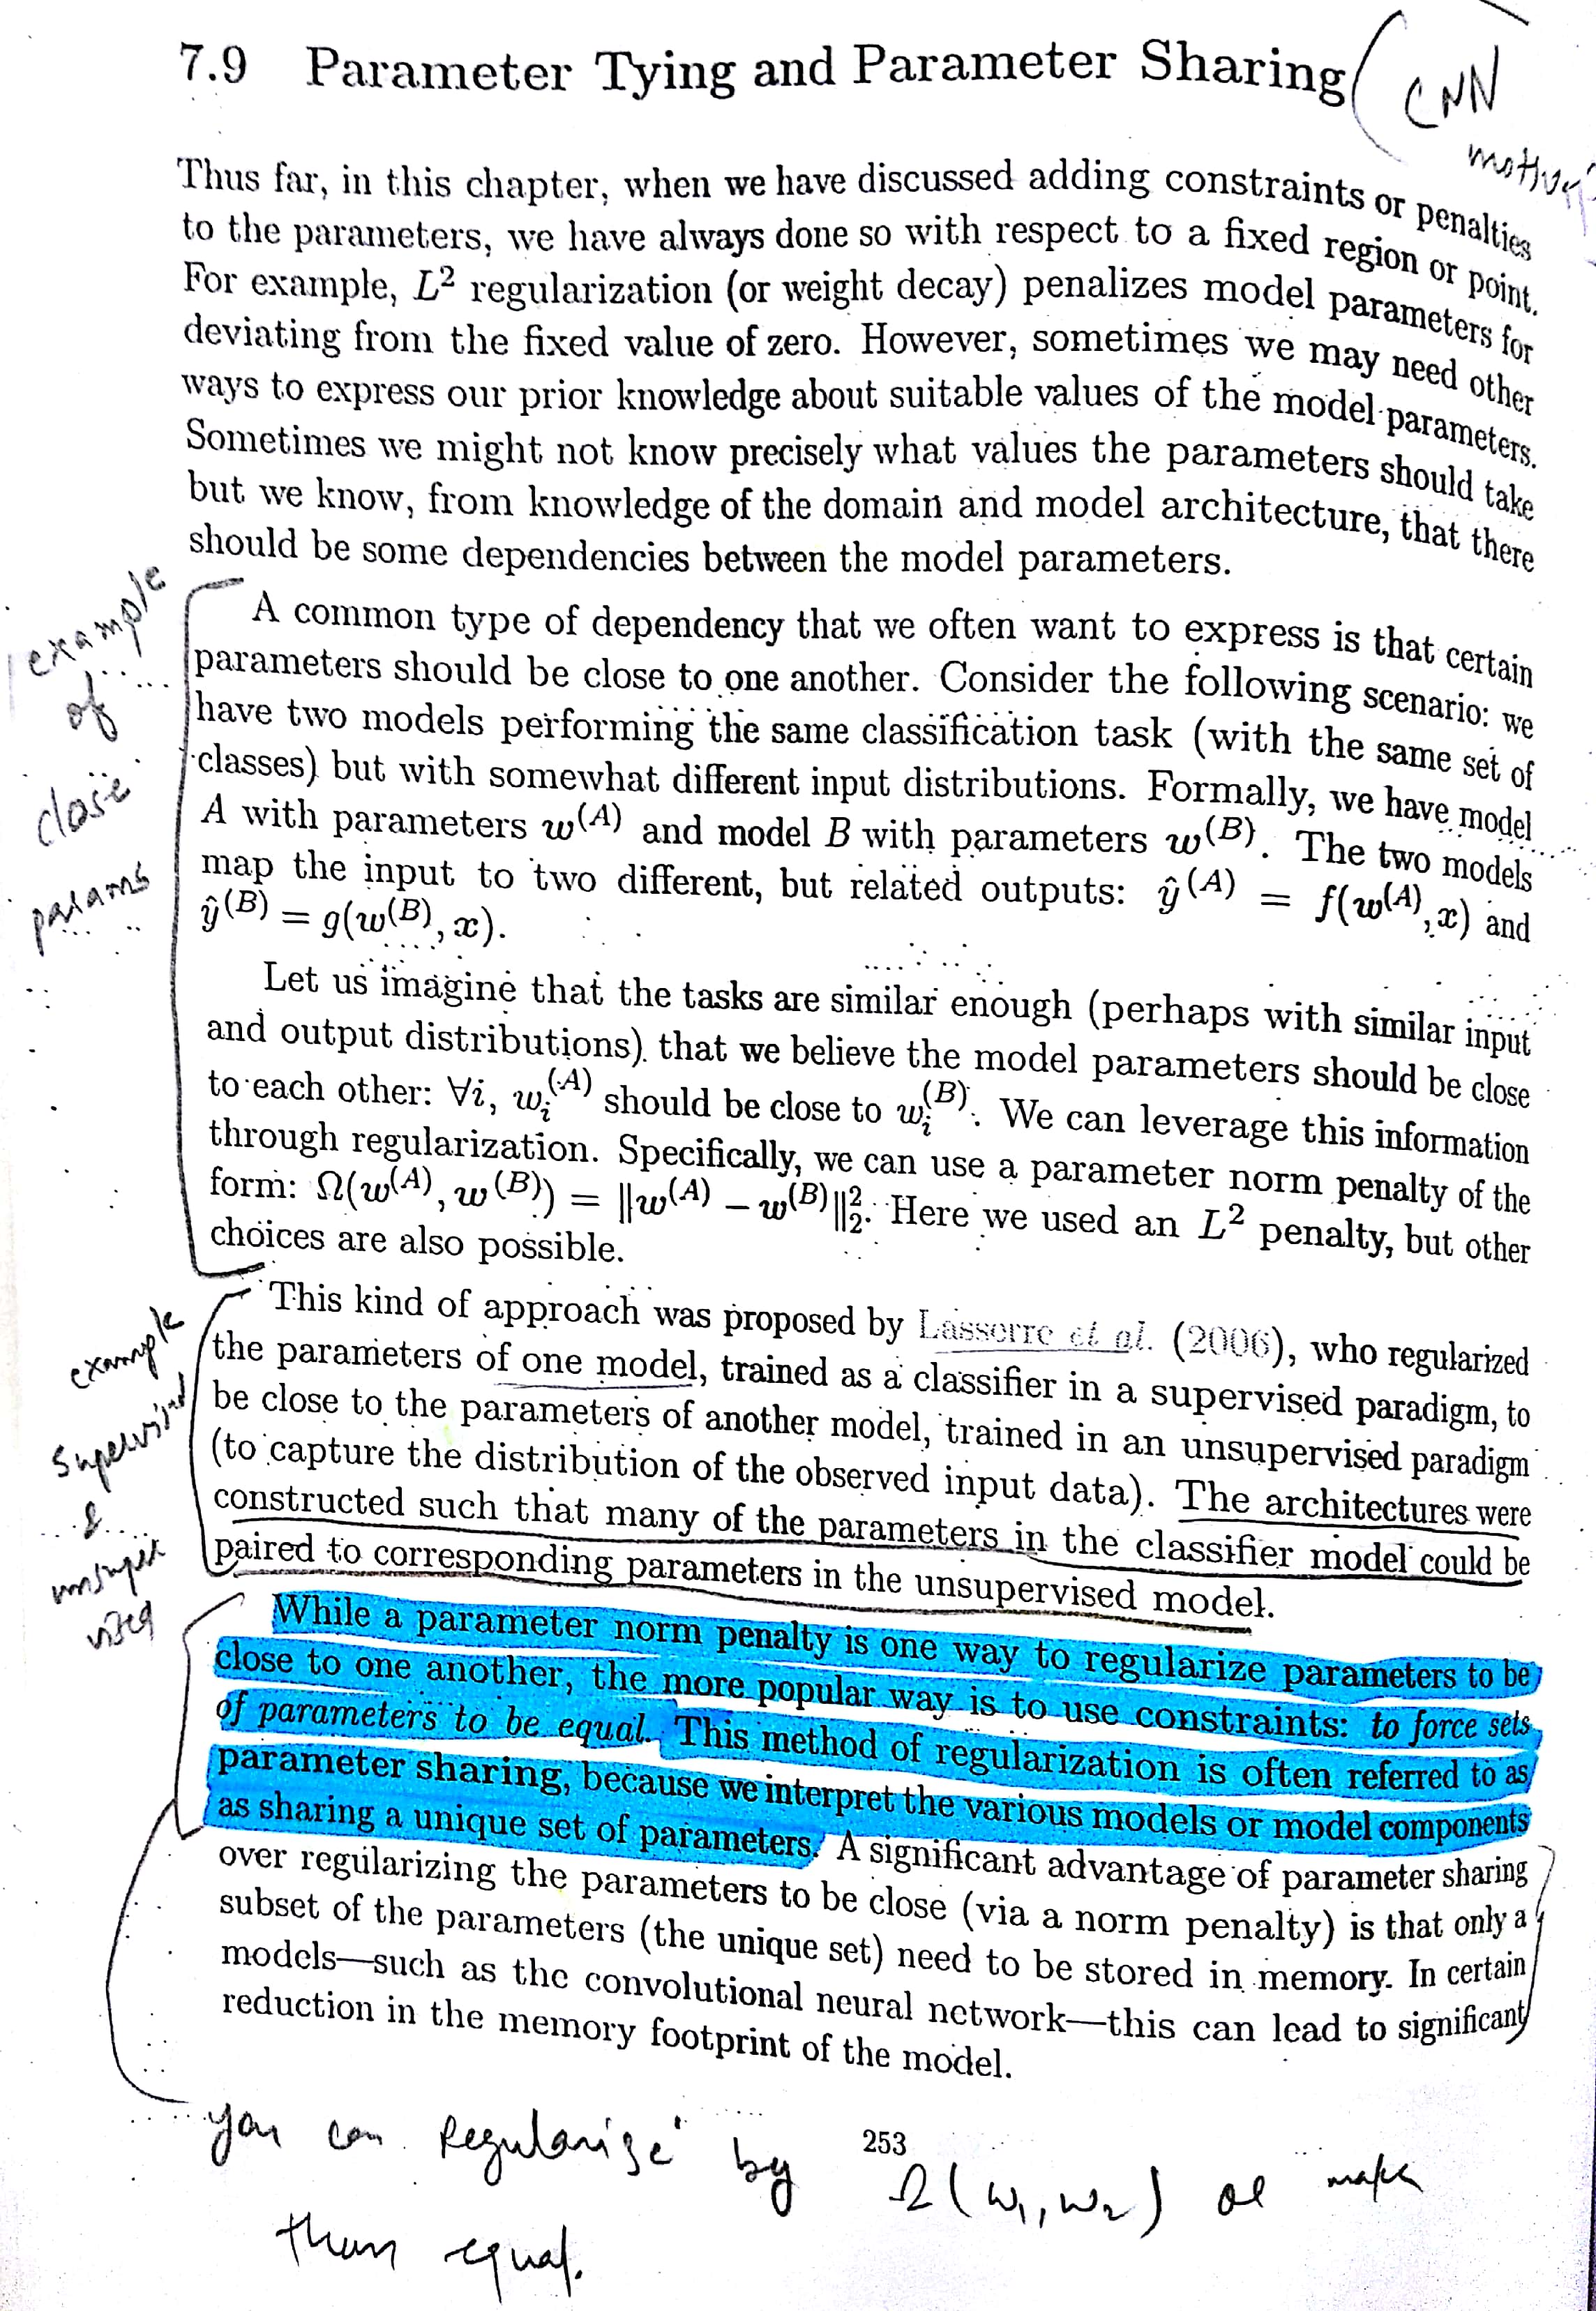 7.9 Parameter Tying and Parameter Sharing
CNN
Thus far, in this chapter, when we have discussed adding constraints or penalties
to the parameters, we have always done so with respect to a fixed region or point.
For example, L² regularization (or weight decay) penalizes model parameters for
deviating from the fixed value of zero. However, sometimes we may need other
ways to express our prior knowledge about suitable values of the model parameters.
Sometimes we might not know precisely what values the parameters should take
but we know, from knowledge of the domain and model architecture, that there
should be some dependencies between the model parameters.
example
of
close
params
A common type of dependency that we often want to express is that certain
parameters should be close to one another. Consider the following scenario: we
have two models performing the same classification task (with the same set of
classes) but with somewhat different input distributions. Formally, we have model
A with parameters w^(A) and model B with parameters w^(B). The two models
map the input to two different, but related outputs: ŷ^(A) = f(w^(A), x) and
ŷ^(B) = g(w^(B), x).
Let us imagine that the tasks are similar enough (perhaps with similar input
and output distributions) that we believe the model parameters should be close
to each other: ∀i, w_i^(A) should be close to w_i^(B). We can leverage this information
through regularization. Specifically, we can use a parameter norm penalty of the
form: Ω(w^(A), w^(B)) = ||w^(A) − w^(B)||²₂. Here we used an L² penalty, but other
choices are also possible.
example
supervised
&
unsuper
vised
This kind of approach was proposed by Lasserre et al. (2006), who regularized
the parameters of one model, trained as a classifier in a supervised paradigm, to
be close to the parameters of another model, trained in an unsupervised paradigm
(to capture the distribution of the observed input data). The architectures were
constructed such that many of the parameters in the classifier model could be
paired to corresponding parameters in the unsupervised model.
While a parameter norm penalty is one way to regularize parameters to be
close to one another, the more popular way is to use constraints: to force sets
of parameters to be equal. This method of regularization is often referred to as
parameter sharing, because we interpret the various models or model components
as sharing a unique set of parameters. A significant advantage of parameter sharing
over regularizing the parameters to be close (via a norm penalty) is that only a
subset of the parameters (the unique set) need to be stored in memory. In certain
models—such as the convolutional neural network—this can lead to significant
reduction in the memory footprint of the model.
253
you can Regularise by Ω(w₁, w₂) or make
them equal.